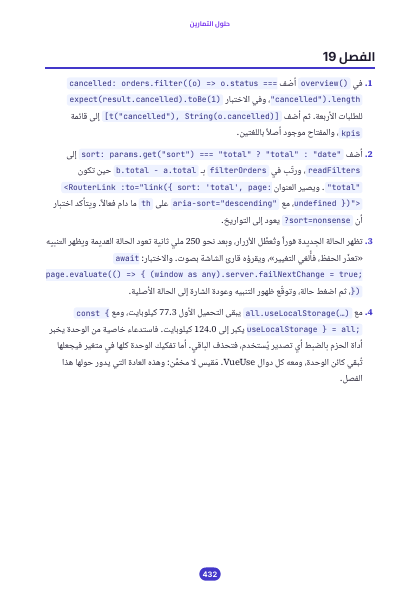 حلول التمارين
الفصل 19
1. في overview() أضف cancelled: orders.filter((o) => o.status ===
"cancelled").length، وفي الاختبار expect(result.cancelled).toBe(1)
للطلبات الأربعة. ثم أضف [t("cancelled"), String(o.cancelled)] إلى قائمة
kpis، والمفتاح موجود أصلاً باللغتين.
2. أضف sort: params.get("sort") === "total" ? "total" : "date" إلى
readFilters، ورتّب في filterOrders بـ b.total - a.total حين تكون
"total". ويصير العنوان <RouterLink :to="link({ sort: 'total', page:
undefined })">، مع aria-sort="descending" على th ما دام فعالاً. ويتأكد اختبار
أن ?sort=nonsense يعود إلى التواريخ.
3. تظهر الحالة الجديدة فوراً وتُعطَّل الأزرار، وبعد نحو 250 ملي ثانية تعود الحالة القديمة ويظهر التنبيه
«تعذّر الحفظ، فأُلغي التغيير»، ويقرؤه قارئ الشاشة بصوت. والاختبار: await
page.evaluate(() => { (window as any).server.failNextChange = true;
})، ثم اضغط حالة، وتوقّع ظهور التنبيه وعودة الشارة إلى الحالة الأصلية.
4. مع all.useLocalStorage(…) يبقى التحميل الأول 77.3 كيلوبايت، ومع const {
useLocalStorage } = all; يكبر إلى 124.0 كيلوبايت. فاستدعاء خاصية من الوحدة يخبر
أداة الحزم بالضبط أي تصدير يُستخدم، فتحذف الباقي. أما تفكيك الوحدة كلها في متغير فيجعلها
تُبقي كائن الوحدة، ومعه كل دوال VueUse. مَقيس لا مخمَّن: وهذه العادة التي يدور حولها هذا
الفصل.
432